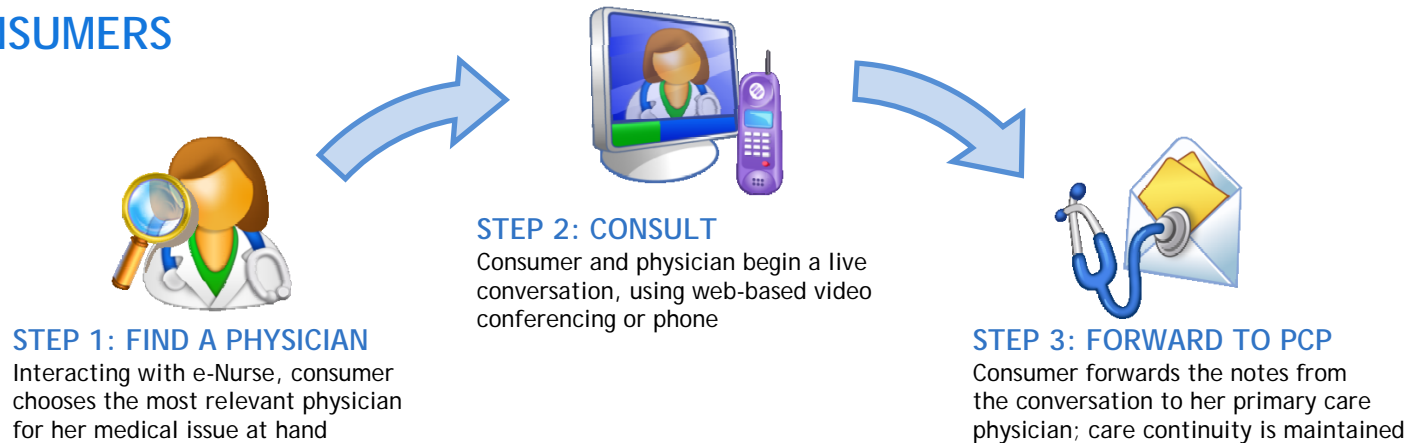 NSUMERS
STEP 1: FIND A PHYSICIAN
Interacting with e-Nurse, consumer
chooses the most relevant physician
for her medical issue at hand
STEP 2: CONSULT
Consumer and physician begin a live
conversation, using web-based video
conferencing or phone
STEP 3: FORWARD TO PCP
Consumer forwards the notes from
the conversation to her primary care
physician; care continuity is maintained